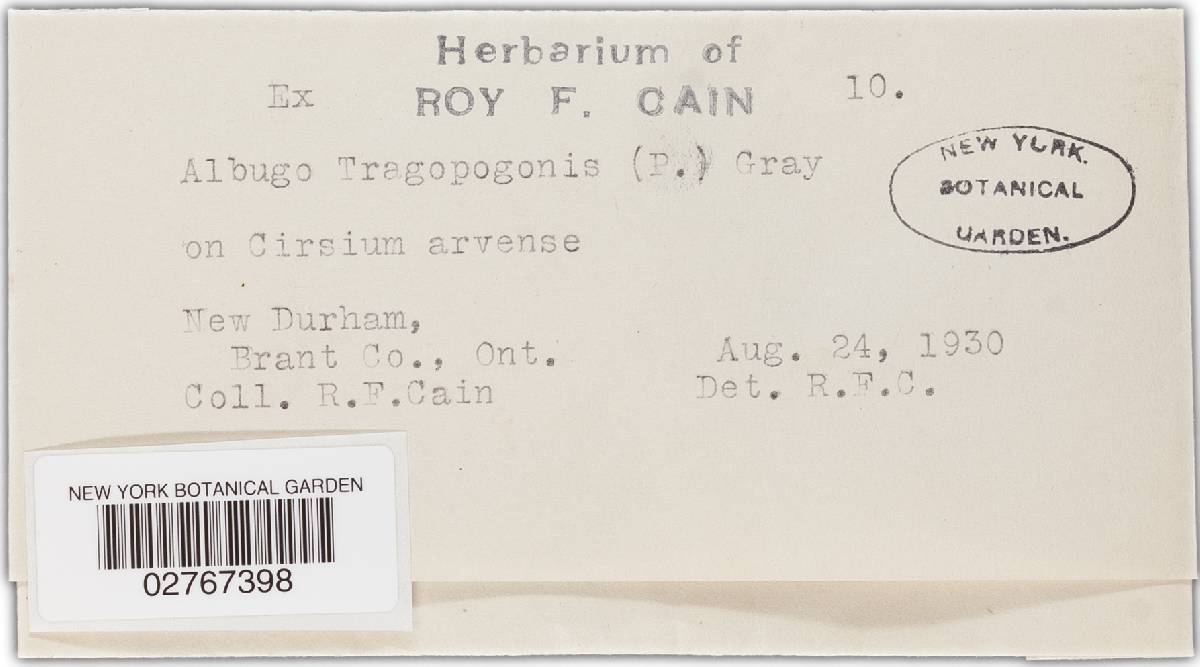 Herbarium of
Ex ROY F. CAIN 10.
Albugo Tragopogonis (P.) Gray
NEW YORK.
BOTANICAL
GARDEN.
on Cirsium arvense
New Durham,
Brant Co., Ont. Aug. 24, 1930
Coll. R.F.Cain Det. R.F.C.
NEW YORK BOTANICAL GARDEN
02767398